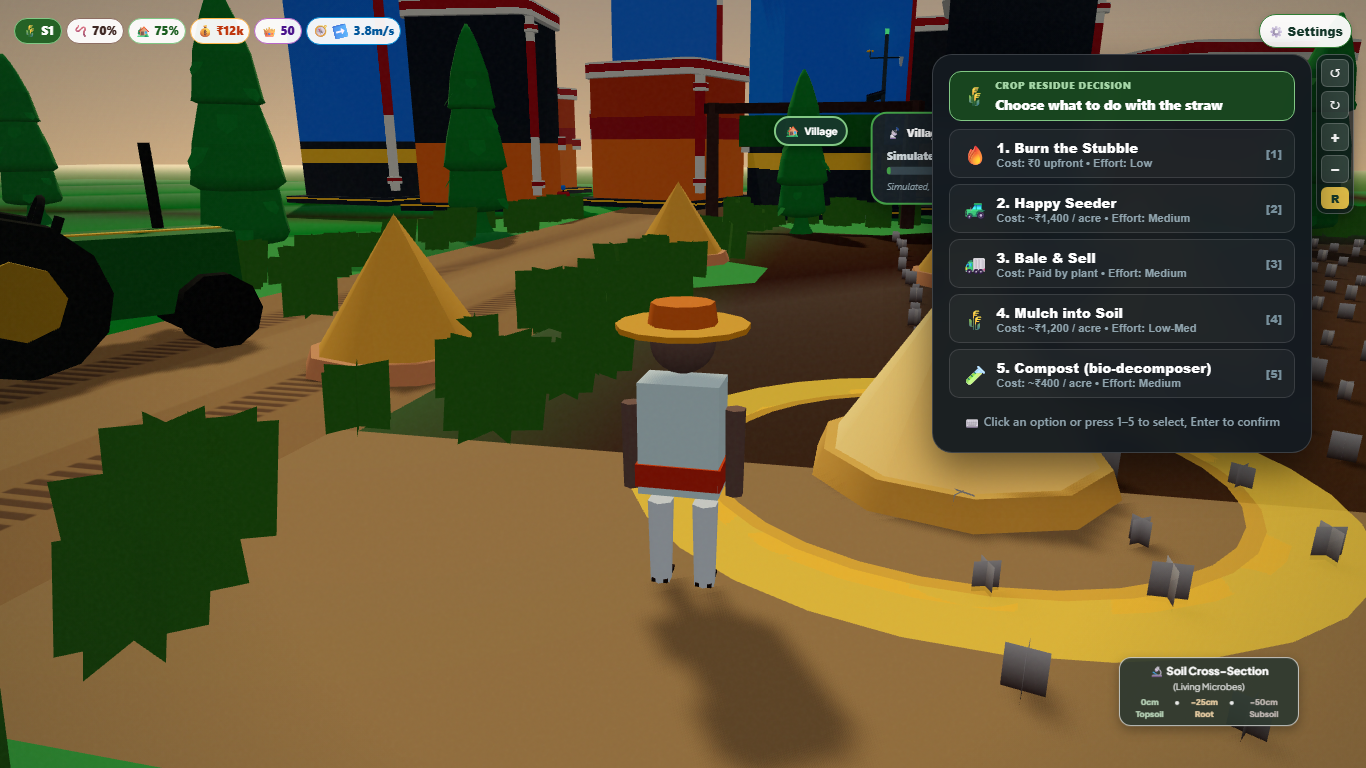 S1
70%
75%
₹12k
50
3.8m/s
Settings
CROP RESIDUE DECISION
Choose what to do with the straw
1. Burn the Stubble
Cost: ₹0 upfront • Effort: Low
[1]
2. Happy Seeder
Cost: ~₹1,400 / acre • Effort: Medium
[2]
3. Bale & Sell
Cost: Paid by plant • Effort: Medium
[3]
4. Mulch into Soil
Cost: ~₹1,200 / acre • Effort: Low-Med
[4]
5. Compost (bio-decomposer)
Cost: ~₹400 / acre • Effort: Medium
[5]
Click an option or press 1–5 to select, Enter to confirm
↺
↻
+
−
R
Village
Simulated,
Soil Cross-Section
(Living Microbes)
0cm • ~25cm • ~50cm
Topsoil Root Subsoil